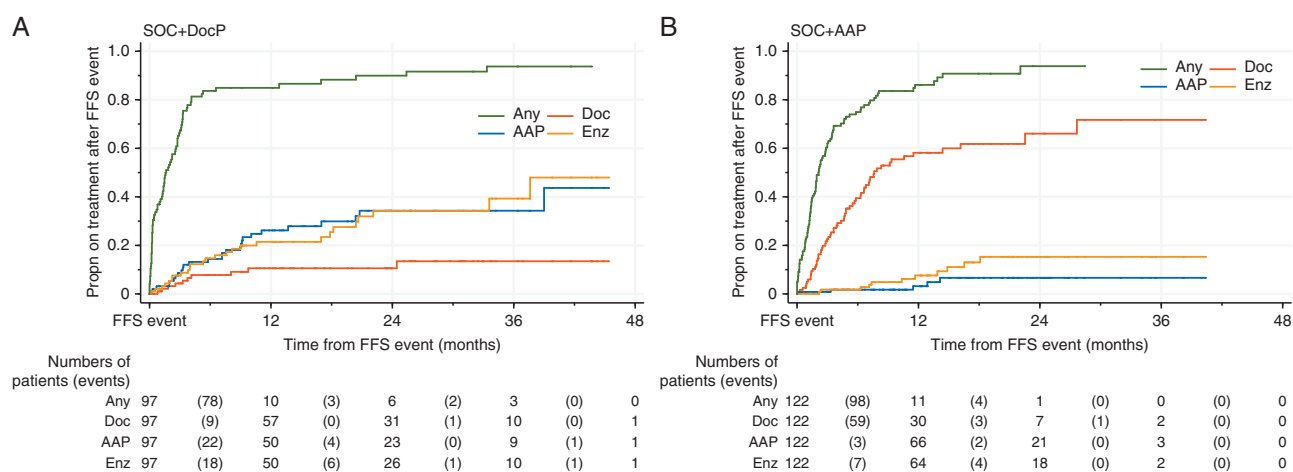 A
SOC+DocP
Propn on treatment after FFS event
1.0
0.8
0.6
0.4
0.2
0
Any
Doc
AAP
Enz
FFS event 12 24 36 48
Time from FFS event (months)
Numbers of
patients (events)
Any 97 (78) 10 (3) 6 (2) 3 (0) 0
Doc 97 (9) 57 (0) 31 (1) 10 (0) 1
AAP 97 (22) 50 (4) 23 (0) 9 (1) 1
Enz 97 (18) 50 (6) 26 (1) 10 (1) 1
B
SOC+AAP
Propn on treatment after FFS event
1.0
0.8
0.6
0.4
0.2
0
Any
Doc
AAP
Enz
FFS event 12 24 36 48
Time from FFS event (months)
Numbers of
patients (events)
Any 122 (98) 11 (4) 1 (0) 0 (0) 0
Doc 122 (59) 30 (3) 7 (1) 2 (0) 0
AAP 122 (3) 66 (2) 21 (0) 3 (0) 0
Enz 122 (7) 64 (4) 18 (0) 2 (0) 0